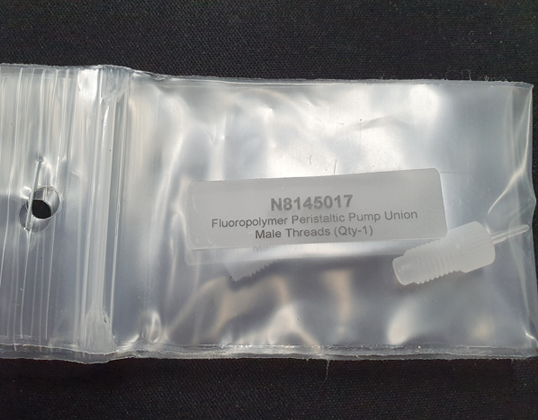 N8145017
Fluoropolymer Peristaltic Pump Union
Male Threads (Qty-1)